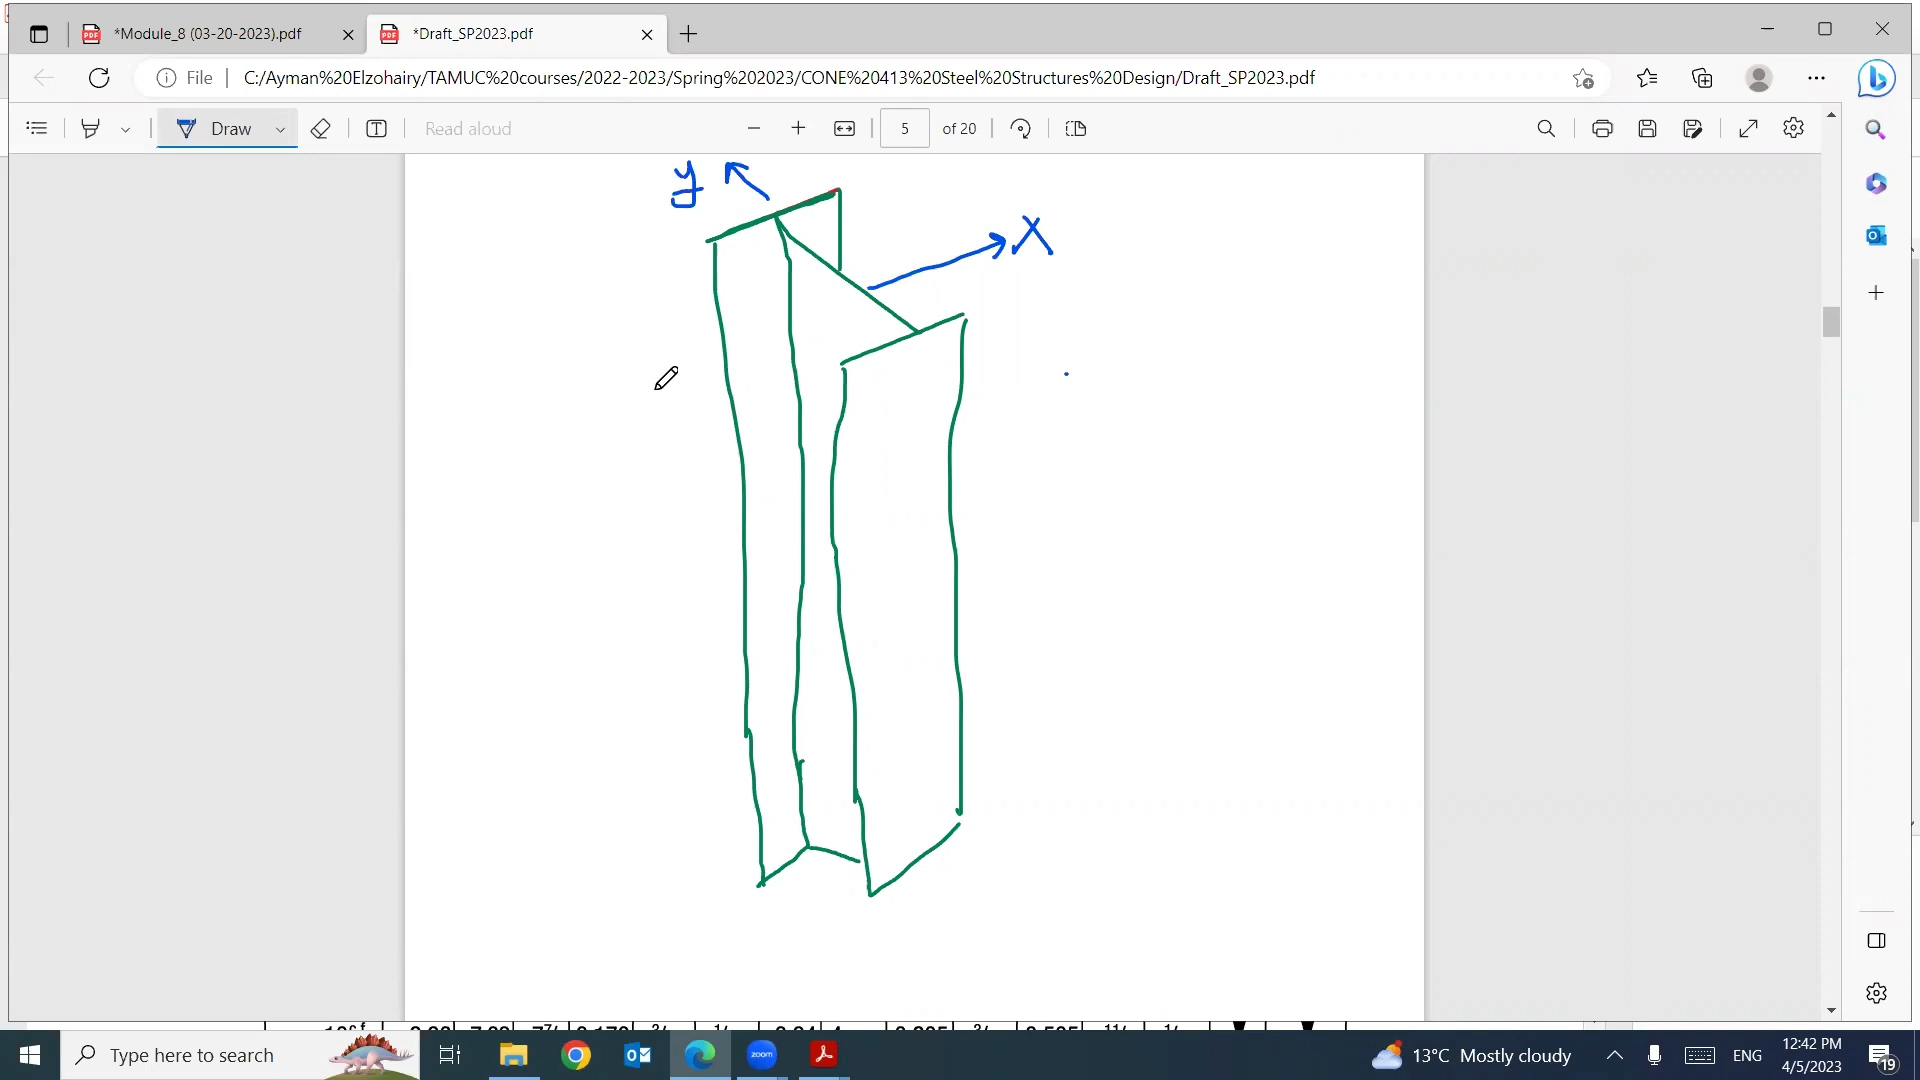 *Module_8 (03-20-2023).pdf
*Draft_SP2023.pdf
File
C:/Ayman%20Elzohairy/TAMUC%20courses/2022-2023/Spring%202023/CONE%20413%20Steel%20Structures%20Design/Draft_SP2023.pdf
Draw
Read aloud
5 of 20
y
X
Type here to search
zoom
13°C Mostly cloudy
ENG
12:42 PM
4/5/2023
19